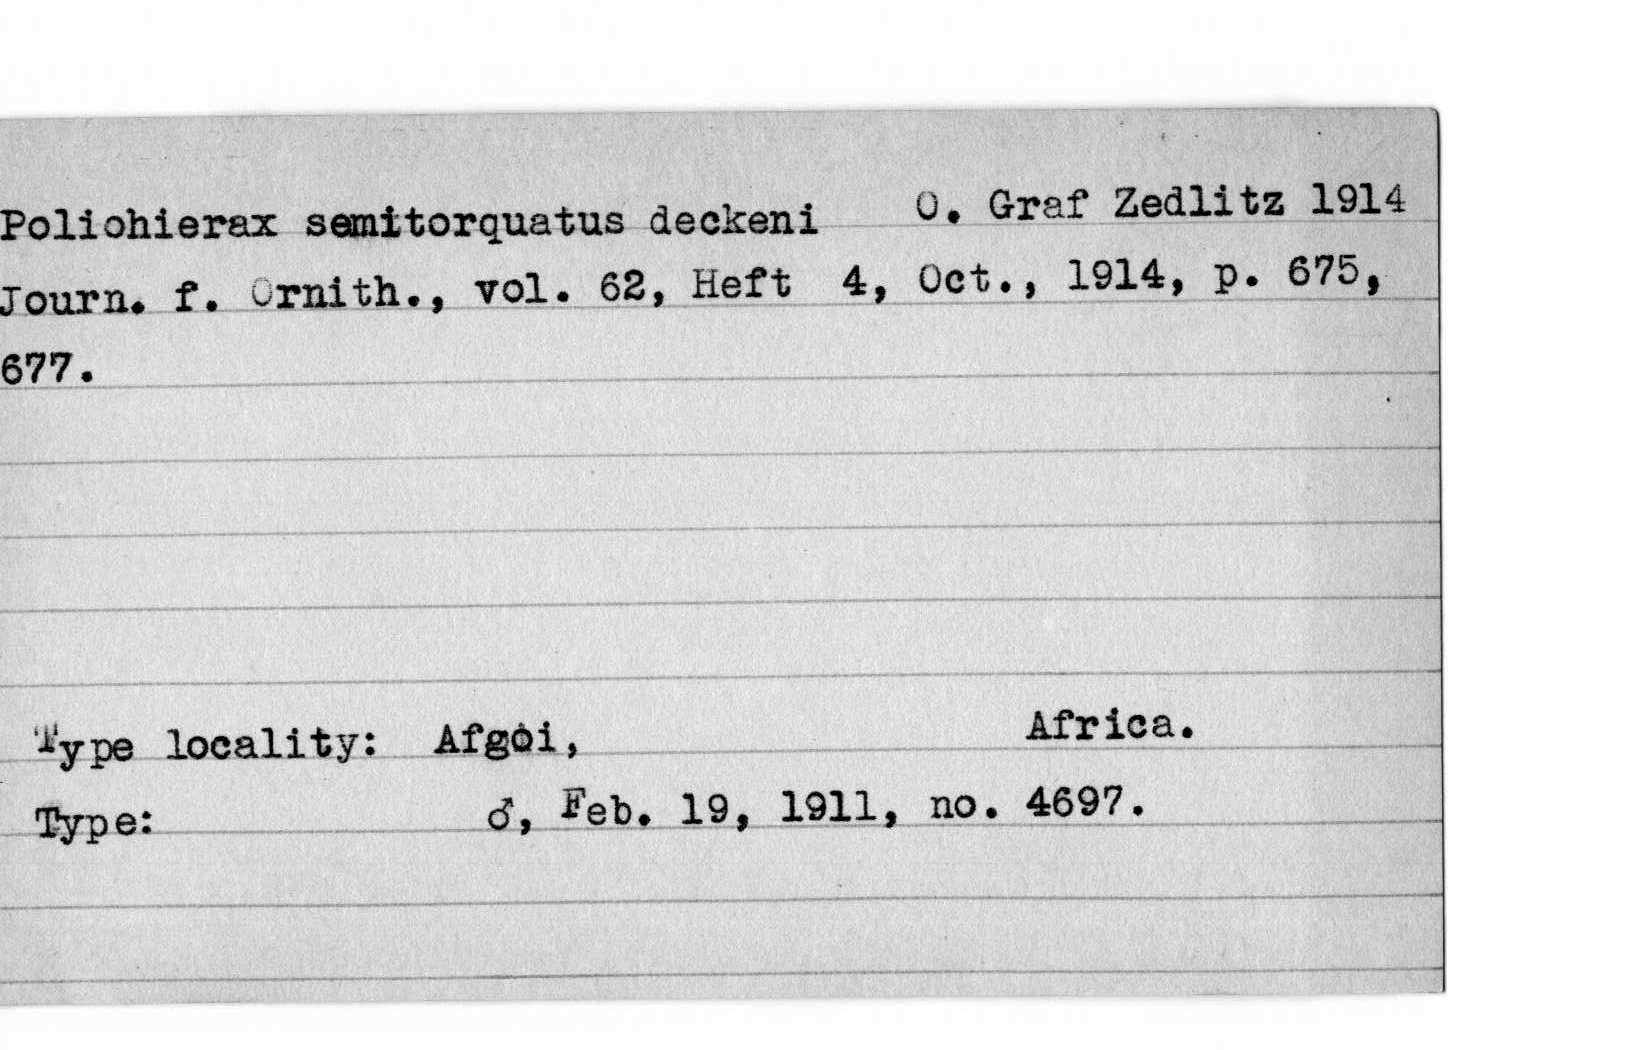 Poliohierax semitorquatus deckeni O. Graf Zedlitz 1914
Journ. f. Ornith., vol. 62, Heft 4, Oct., 1914, p. 675,
677.
Type locality: Afgoi, Africa.
Type: ♂, Feb. 19, 1911, no. 4697.